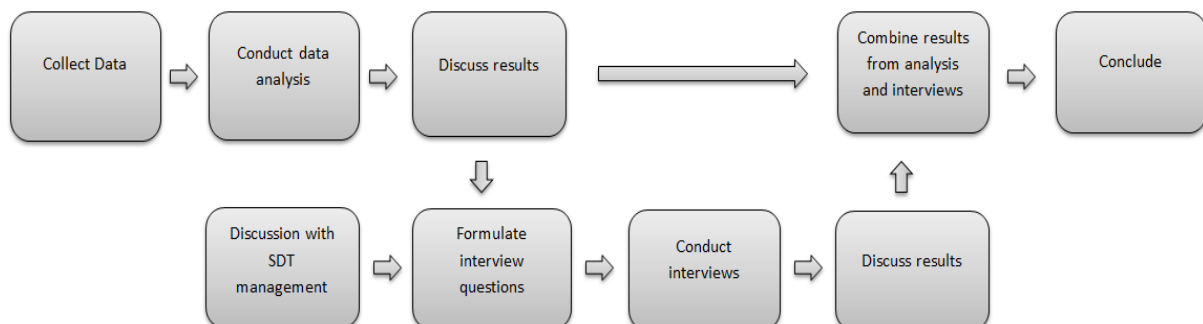 Collect Data
Conduct data
analysis
Discuss results
Combine results
from analysis
and interviews
Conclude
Discussion with
SDT
management
Formulate
interview
questions
Conduct
interviews
Discuss results